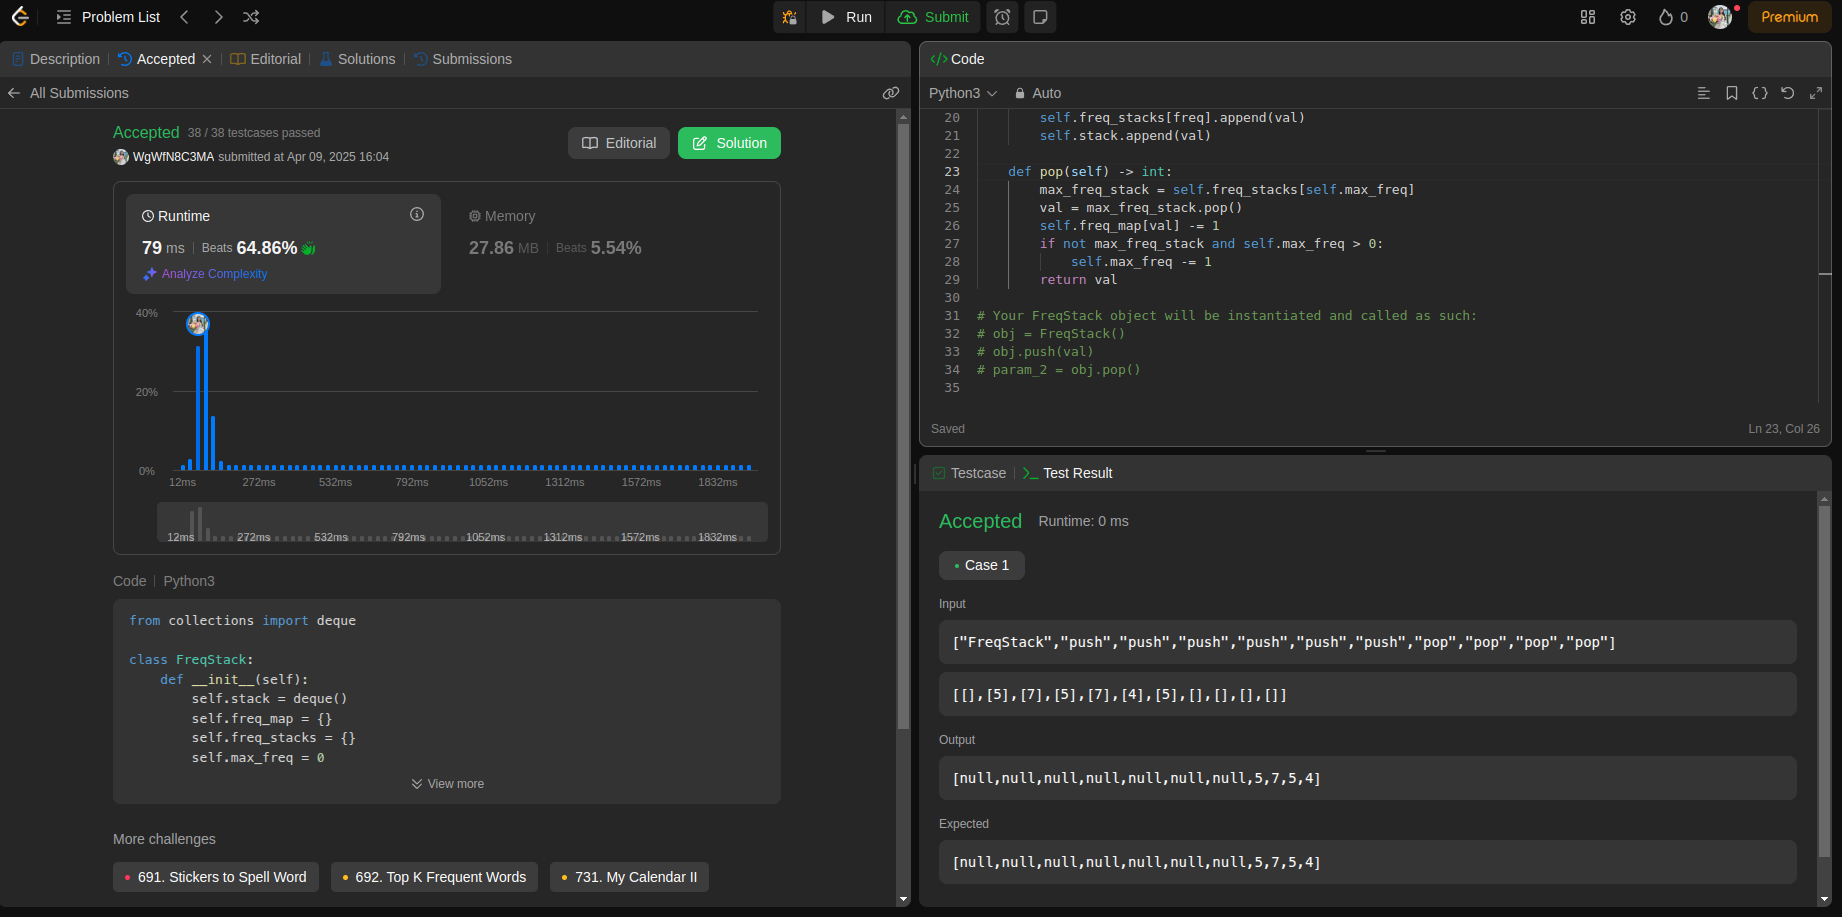 Problem List
Run
Submit
0
Premium
Description
Accepted
Editorial
Solutions
Submissions
All Submissions
Accepted 38 / 38 testcases passed
WgWfN8C3MA submitted at Apr 09, 2025 16:04
Editorial
Solution
Runtime
79 ms Beats 64.86%
Analyze Complexity
Memory
27.86 MB Beats 5.54%
40%
20%
0%
12ms 272ms 532ms 792ms 1052ms 1312ms 1572ms 1832ms
12ms 272ms 532ms 792ms 1052ms 1312ms 1572ms 1832ms
Code Python3
from collections import deque
class FreqStack:
def __init__(self):
self.stack = deque()
self.freq_map = {}
self.freq_stacks = {}
self.max_freq = 0
View more
More challenges
691. Stickers to Spell Word
692. Top K Frequent Words
731. My Calendar II
</> Code
Python3
Auto
20 self.freq_stacks[freq].append(val)
21 self.stack.append(val)
22
23 def pop(self) -> int:
24 max_freq_stack = self.freq_stacks[self.max_freq]
25 val = max_freq_stack.pop()
26 self.freq_map[val] -= 1
27 if not max_freq_stack and self.max_freq > 0:
28 self.max_freq -= 1
29 return val
30
31 # Your FreqStack object will be instantiated and called as such:
32 # obj = FreqStack()
33 # obj.push(val)
34 # param_2 = obj.pop()
35
Saved
Ln 23, Col 26
Testcase
Test Result
Accepted Runtime: 0 ms
Case 1
Input
["FreqStack","push","push","push","push","push","push","pop","pop","pop","pop"]
[[],[5],[7],[5],[7],[4],[5],[],[],[],[]]
Output
[null,null,null,null,null,null,null,5,7,5,4]
Expected
[null,null,null,null,null,null,null,5,7,5,4]